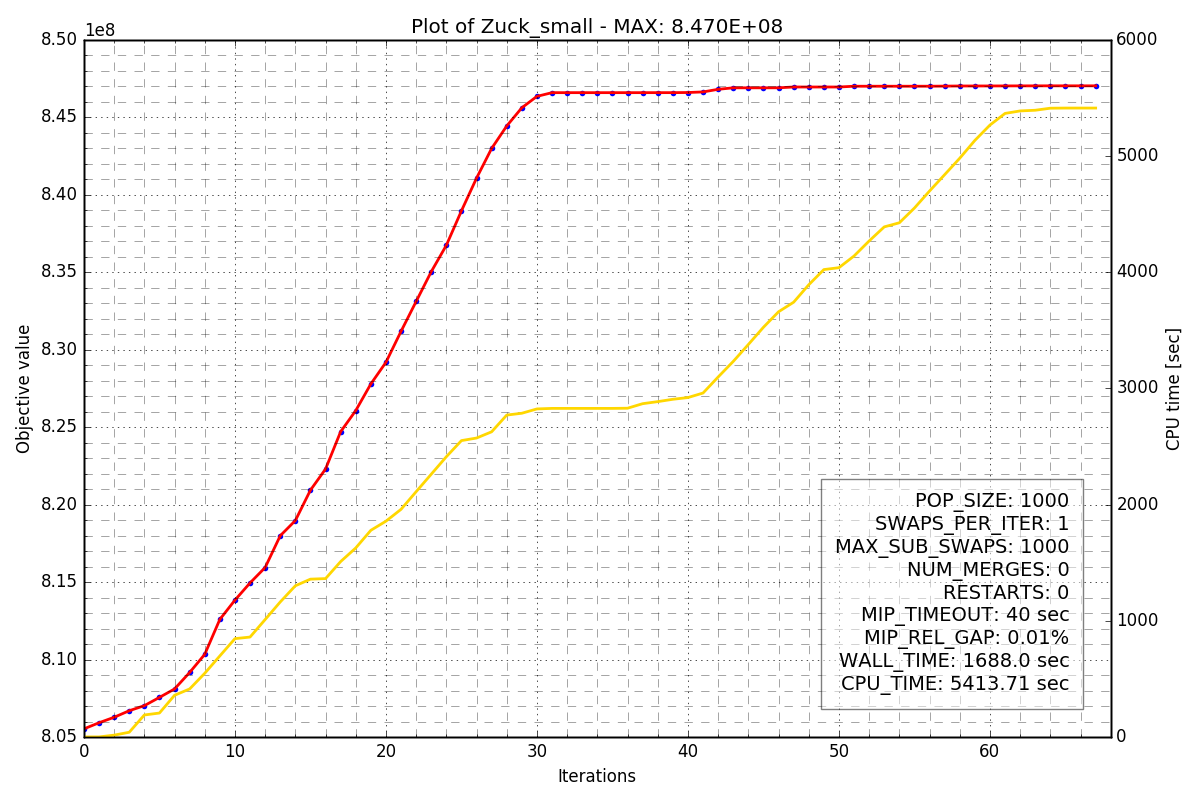 Plot of Zuck_small - MAX: 8.470E+08
1e8
8.50
8.45
8.40
8.35
8.30
8.25
8.20
8.15
8.10
8.05
Objective value
6000
5000
4000
3000
2000
1000
0
CPU time [sec]
POP_SIZE: 1000
SWAPS_PER_ITER: 1
MAX_SUB_SWAPS: 1000
NUM_MERGES: 0
RESTARTS: 0
MIP_TIMEOUT: 40 sec
MIP_REL_GAP: 0.01%
WALL_TIME: 1688.0 sec
CPU_TIME: 5413.71 sec
0 10 20 30 40 50 60
Iterations